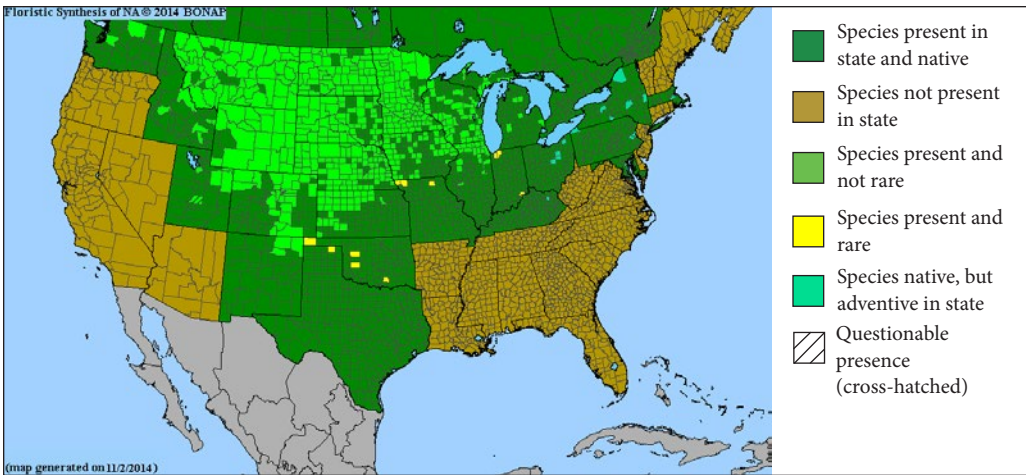 Floristic Synthesis of NA © 2014 BONAP
Species present in
state and native
Species not present
in state
Species present and
not rare
Species present and
rare
Species native, but
adventive in state
Questionable
presence
(cross-hatched)
(map generated on 11/2/2014)